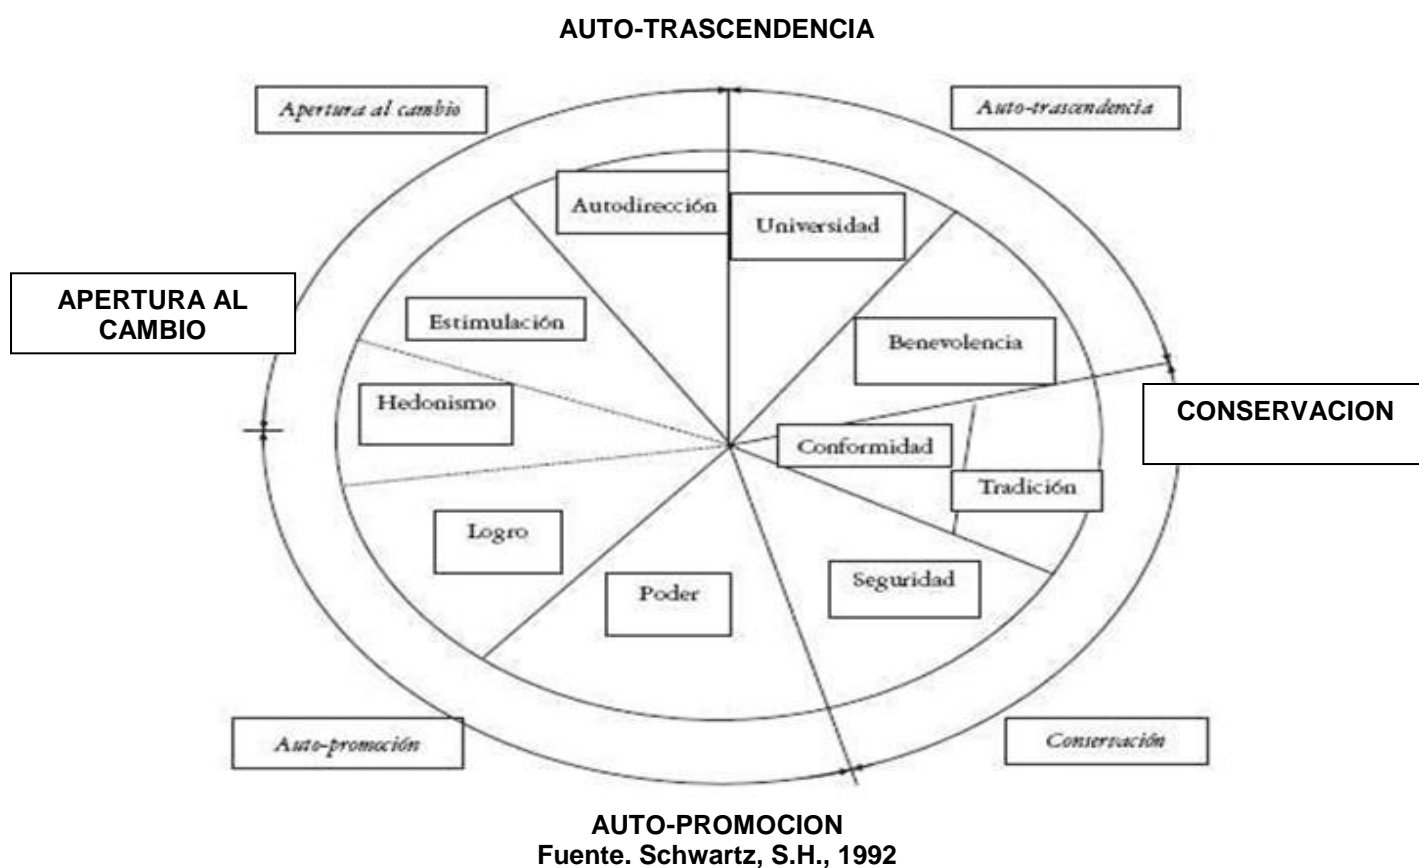 AUTO-TRASCENDENCIA
Apertura al cambio
Auto-trascendencia
Autodirección
Universidad
APERTURA AL
CAMBIO
Estimulación
Benevolencia
Hedonismo
CONSERVACION
Conformidad
Tradición
Logro
Seguridad
Poder
Auto-promoción
Conservación
AUTO-PROMOCION
Fuente. Schwartz, S.H., 1992